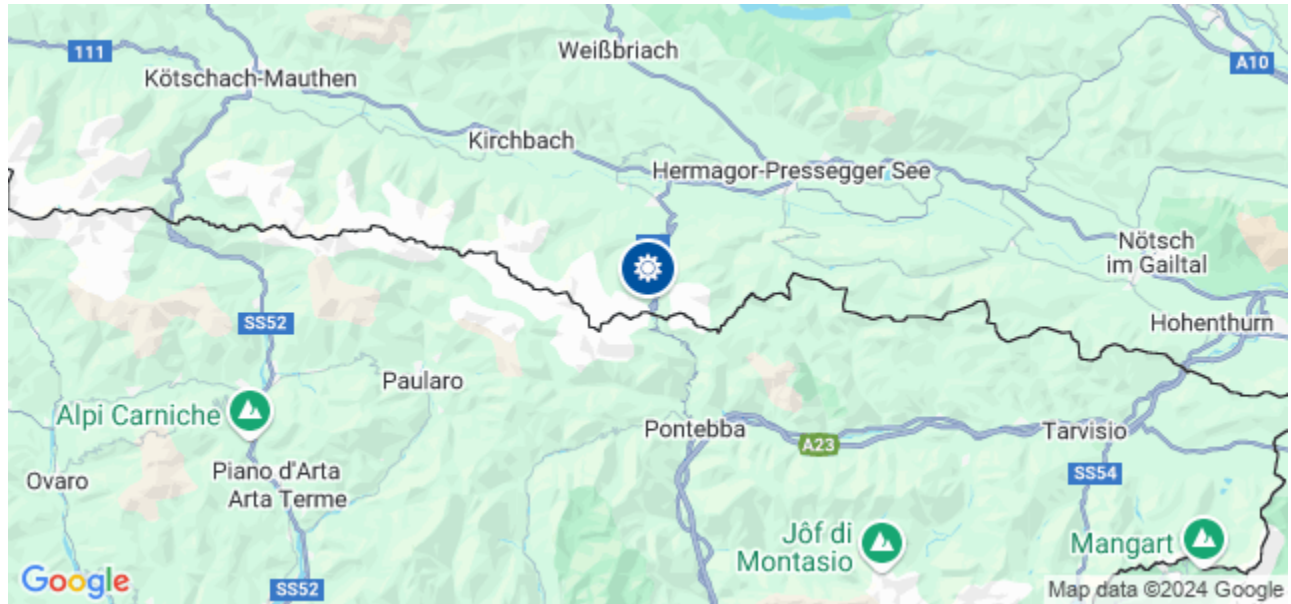 111
Weißbriach
A10
Kötschach-Mauthen
Kirchbach
Hermagor-Pressegger See
Nötsch
im Gailtal
SS52
Hohenthurn
Paularo
Alpi Carniche
Pontebba
A23
Tarvisio
Ovaro
Piano d'Arta
Arta Terme
SS54
Jôf di
Montasio
Mangart
Google
SS52
Map data ©2024 Google